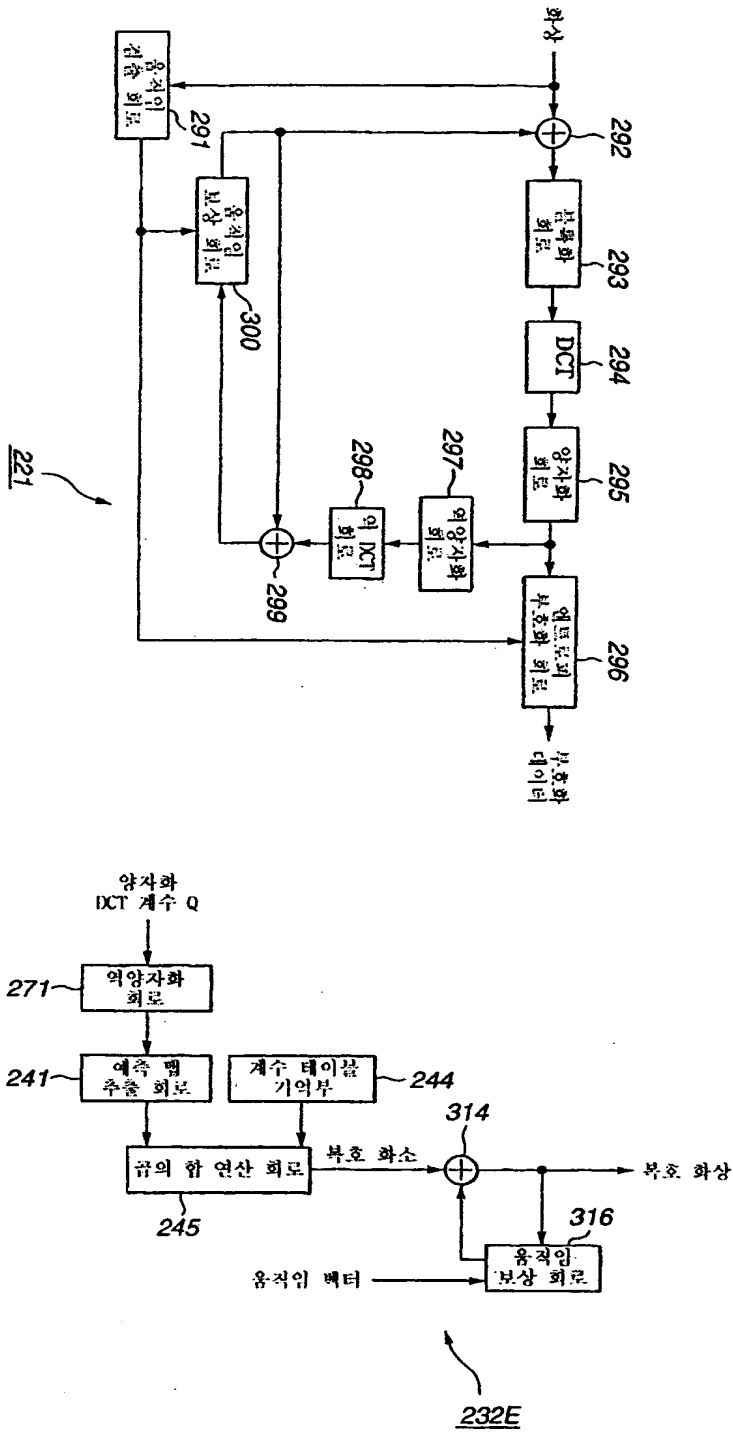 화상
292
블록화
회로
293
DCT
294
양자화
회로
295
엔트로피
부호화 회로
296
부호화
데이터
움직임
검출 회로
291
움직임
보상 회로
300
역양자화
회로
297
역 DCT
회로
298
299
221
양자화
DCT 계수 Q
역양자화
회로
271
예측 탭
추출 회로
241
계수 테이블
기억부
244
곱의 합 연산 회로
245
복호 화소
314
복호 화상
316
움직임
보상 회로
움직임 벡터
232E